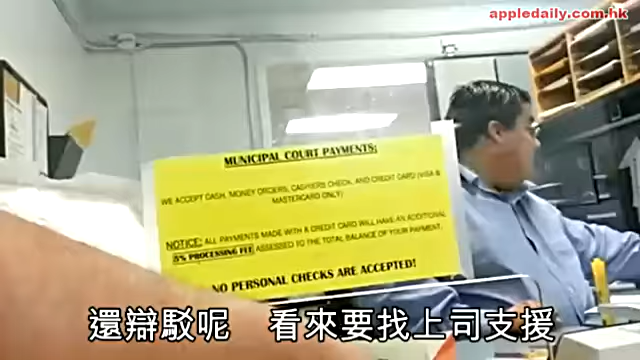 appledaily.com.hk
MUNICIPAL COURT PAYMENTS:
WE ACCEPT CASH, MONEY ORDERS, CASHIERS CHECK, AND CREDIT CARD (VISA &
MASTERCARD ONLY)
NOTICE: ALL PAYMENTS MADE WITH A CREDIT CARD WILL HAVE AN ADDITIONAL
5% PROCESSING FEE ASSESSED TO THE TOTAL BALANCE OF YOUR PAYMENT.
NO PERSONAL CHECKS ARE ACCEPTED!
還辯駁呢 看來要找上司支援